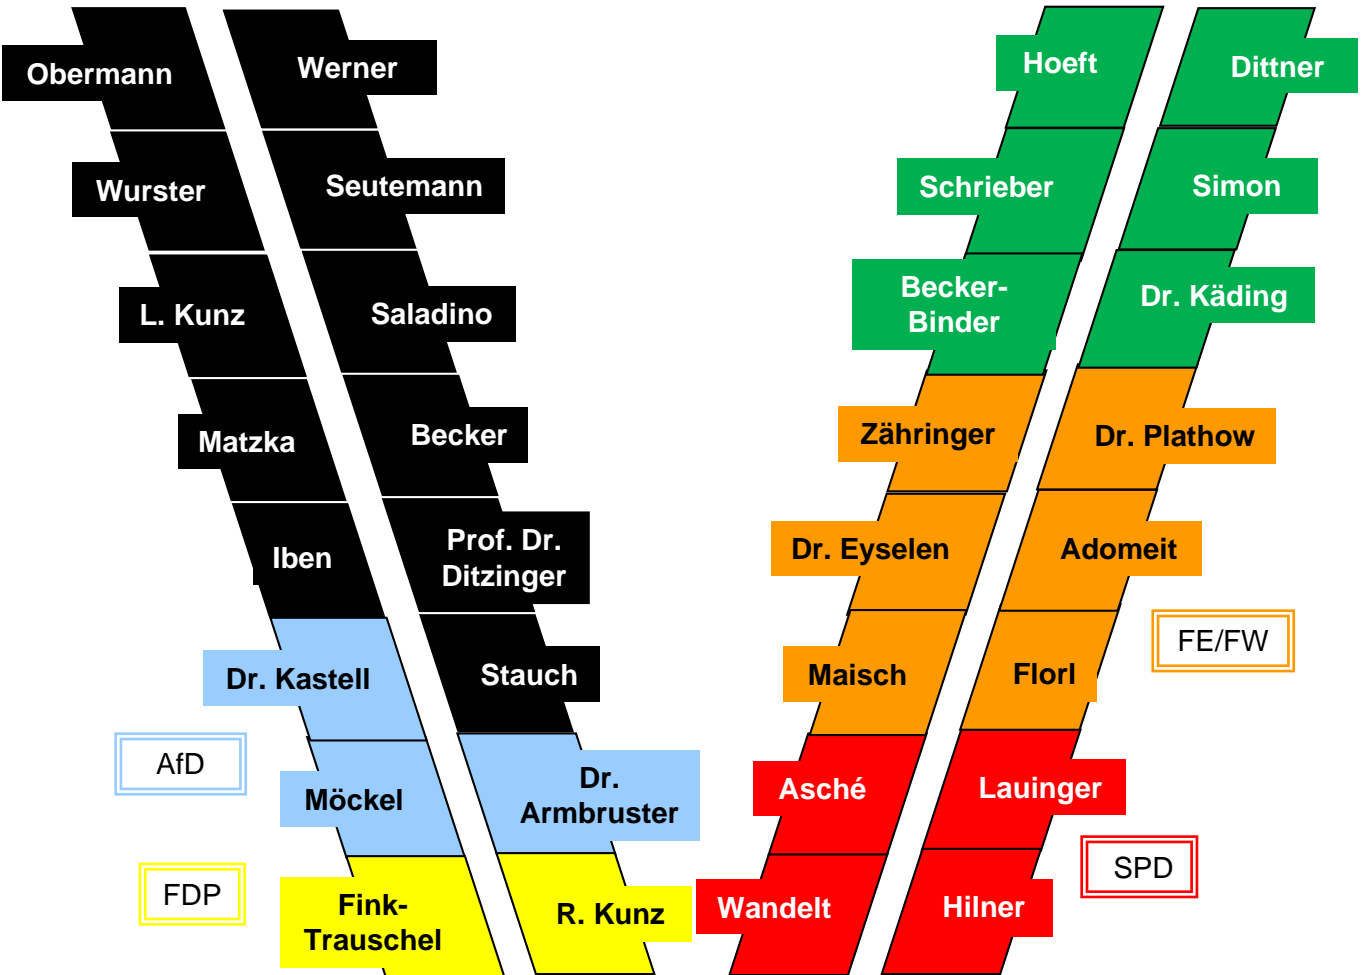 Obermann
Werner
Hoeft
Dittner
Wurster
Seutemann
Schrieber
Simon
L. Kunz
Saladino
Becker-
Binder
Dr. Käding
Matzka
Becker
Zähringer
Dr. Plathow
Iben
Prof. Dr.
Ditzinger
Dr. Eyselen
Adomeit
Dr. Kastell
Stauch
Maisch
Florl
FE/FW
AfD
Möckel
Dr.
Armbruster
Asché
Lauinger
SPD
FDP
Fink-
Trauschel
R. Kunz
Wandelt
Hilner